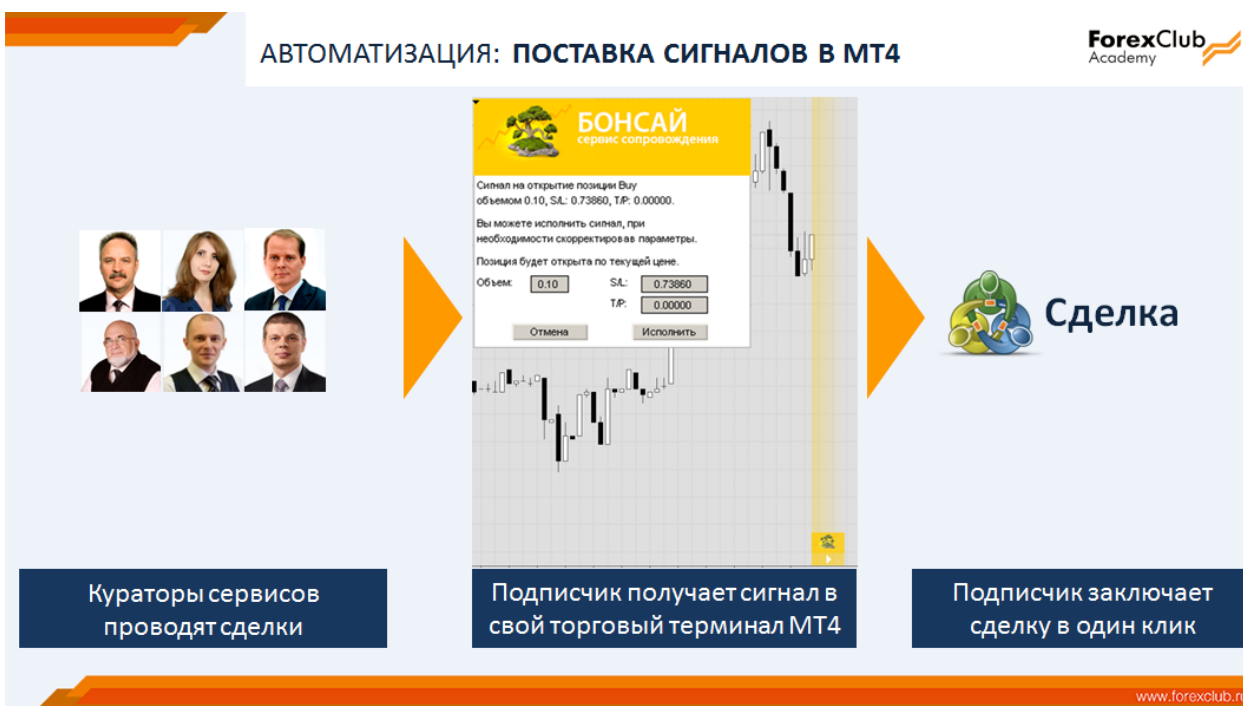 АВТОМАТИЗАЦИЯ: ПОСТАВКА СИГНАЛОВ В МТ4
ForexClub
Academy
БОНСАЙ
сервис сопровождения
Сигнал на открытие позиции Buy
объемом 0.10, S/L: 0.73860, T/P: 0.00000.
Вы можете исполнить сигнал, при
необходимости скорректировав параметры.
Позиция будет открыта по текущей цене.
Объем: 0.10 S/L: 0.73860
T/P: 0.00000
Отмена Исполнить
Сделка
Кураторы сервисов
проводят сделки
Подписчик получает сигнал в
свой торговый терминал МТ4
Подписчик заключает
сделку в один клик
www.forexclub.ru